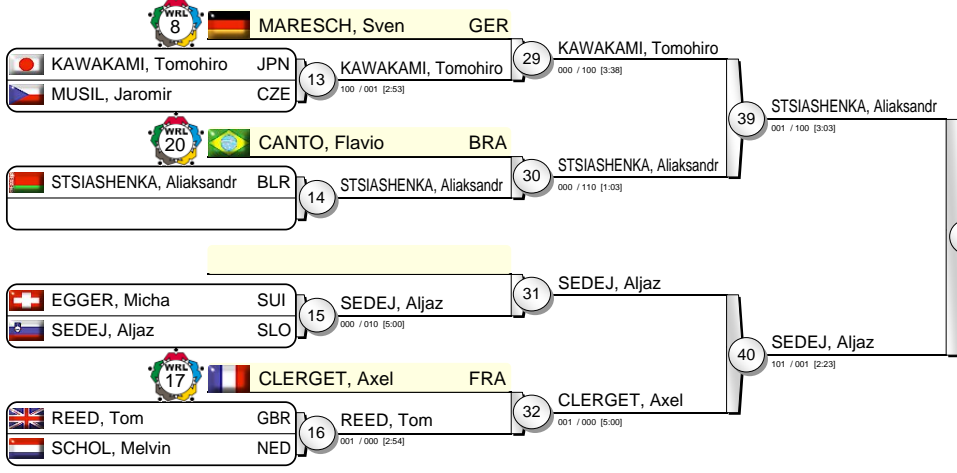 WRL
8
MARESCH, Sven GER
KAWAKAMI, Tomohiro JPN
MUSIL, Jaromir CZE
13
KAWAKAMI, Tomohiro
100 / 001 [2:53]
29
KAWAKAMI, Tomohiro
000 / 100 [3:38]
WRL
20
CANTO, Flavio BRA
STSIASHENKA, Aliaksandr BLR
14
STSIASHENKA, Aliaksandr
30
STSIASHENKA, Aliaksandr
000 / 110 [1:03]
39
STSIASHENKA, Aliaksandr
001 / 100 [3:03]
EGGER, Micha SUI
SEDEJ, Aljaz SLO
15
SEDEJ, Aljaz
000 / 010 [5:00]
31
SEDEJ, Aljaz
WRL
17
CLERGET, Axel FRA
REED, Tom GBR
SCHOL, Melvin NED
16
REED, Tom
001 / 000 [2:54]
32
CLERGET, Axel
001 / 000 [5:00]
40
SEDEJ, Aljaz
101 / 001 [2:23]